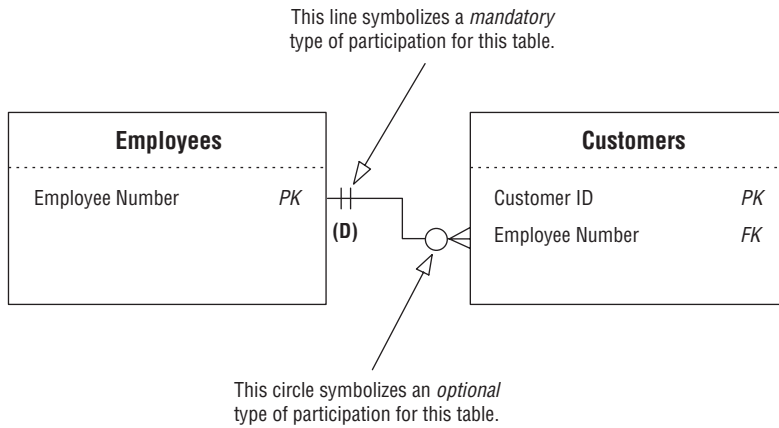 This line symbolizes a mandatory
type of participation for this table.
Employees
Employee Number PK
(D)
Customers
Customer ID PK
Employee Number FK
This circle symbolizes an optional
type of participation for this table.